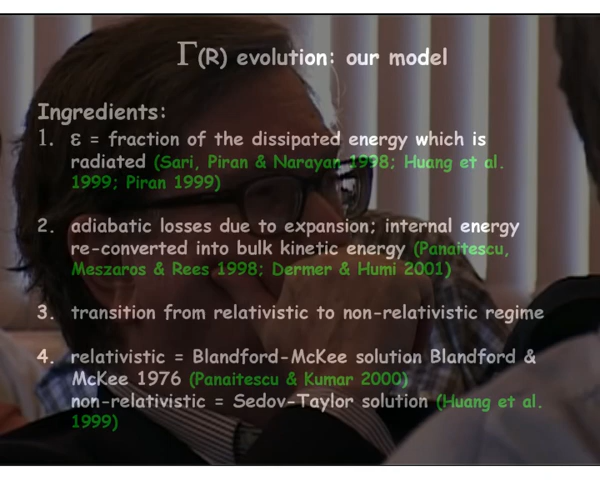 Γ(R) evolution: our model
Ingredients:
1. ε = fraction of the dissipated energy which is
radiated (Sari, Piran & Narayan 1998; Huang et al.
1999; Piran 1999)
2. adiabatic losses due to expansion; internal energy
re-converted into bulk kinetic energy (Panaitescu,
Meszaros & Rees 1998; Dermer & Humi 2001)
3. transition from relativistic to non-relativistic regime
4. relativistic = Blandford-McKee solution Blandford &
McKee 1976 (Panaitescu & Kumar 2000)
non-relativistic = Sedov-Taylor solution (Huang et al.
1999)